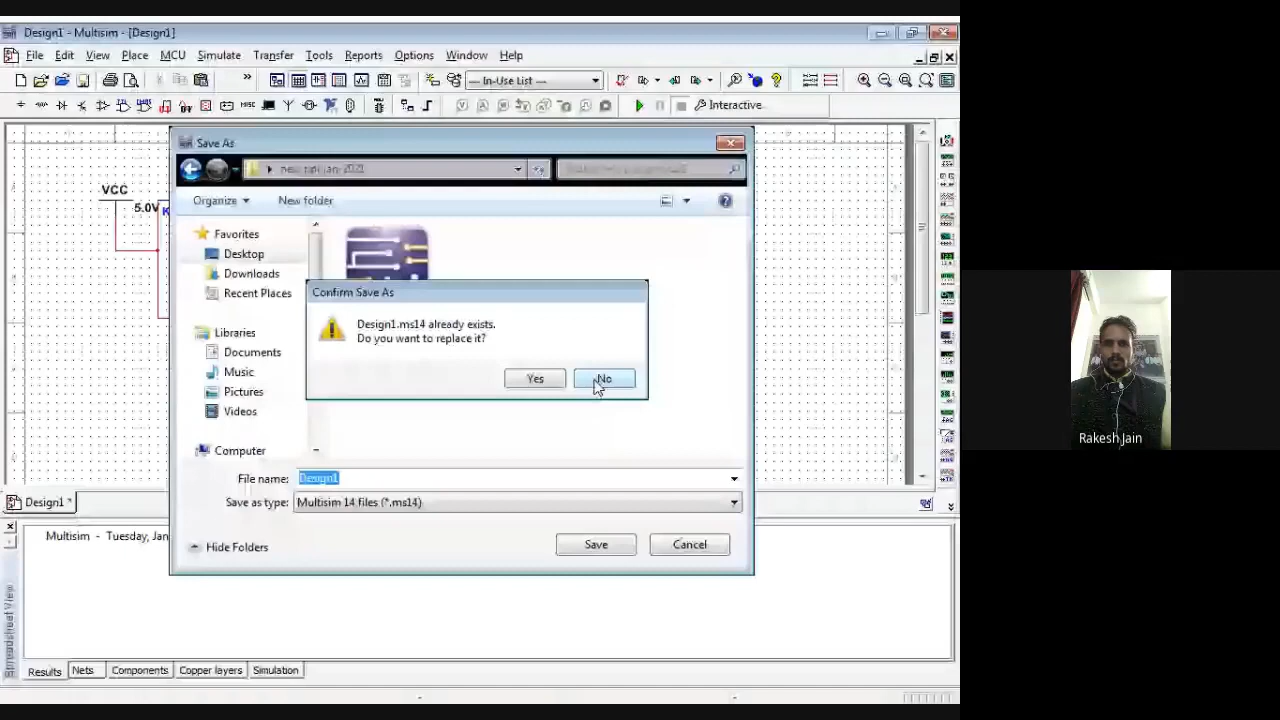 Design1 - Multisim - [Design1]
File Edit View Place MCU Simulate Transfer Tools Reports Options Window Help
» --- In-Use List ---
Interactive
VCC
5.0V
Save As
Organize New folder
Favorites
Desktop
Downloads
Recent Places
Libraries
Documents
Music
Pictures
Videos
Computer
Confirm Save As
Design1.ms14 already exists.
Do you want to replace it?
Yes No
File name: Design1
Save as type: Multisim 14 files (*.ms14)
Hide Folders Save Cancel
Design1 *
Multisim - Tuesday, Jan
Spreadsheet View
Results Nets Components Copper layers Simulation
Rakesh Jain